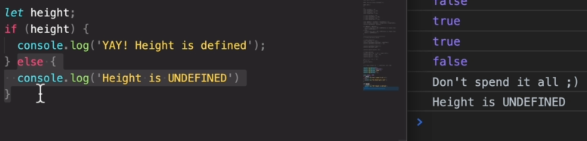 let height;
if (height) {
console.log('YAY! Height is defined');
} else {
console.log('Height is UNDEFINED')
}
false
true
true
false
Don't spend it all ;)
Height is UNDEFINED
>